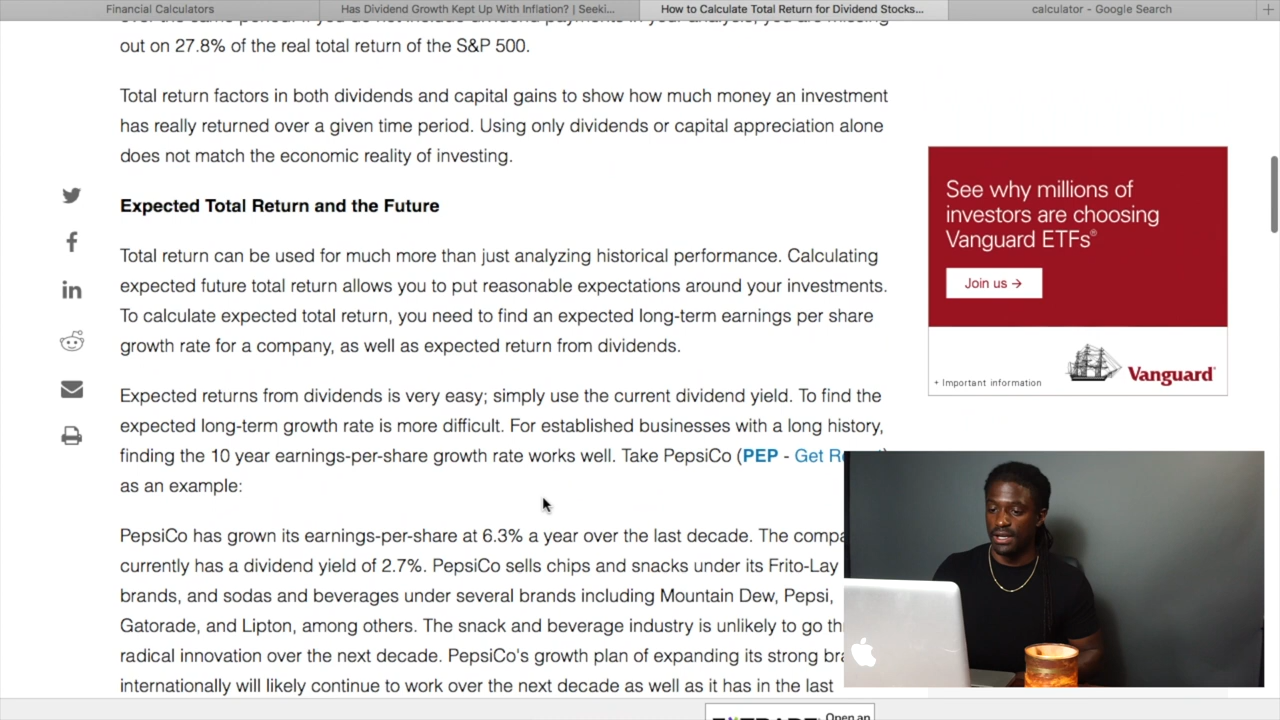 Financial Calculators
Has Dividend Growth Kept Up With Inflation? | Seeki...
How to Calculate Total Return for Dividend Stocks...
calculator - Google Search
out on 27.8% of the real total return of the S&P 500.
Total return factors in both dividends and capital gains to show how much money an investment
has really returned over a given time period. Using only dividends or capital appreciation alone
does not match the economic reality of investing.
Expected Total Return and the Future
Total return can be used for much more than just analyzing historical performance. Calculating
expected future total return allows you to put reasonable expectations around your investments.
To calculate expected total return, you need to find an expected long-term earnings per share
growth rate for a company, as well as expected return from dividends.
Expected returns from dividends is very easy; simply use the current dividend yield. To find the
expected long-term growth rate is more difficult. For established businesses with a long history,
finding the 10 year earnings-per-share growth rate works well. Take PepsiCo (PEP - Get R
as an example:
PepsiCo has grown its earnings-per-share at 6.3% a year over the last decade. The compa
currently has a dividend yield of 2.7%. PepsiCo sells chips and snacks under its Frito-Lay
brands, and sodas and beverages under several brands including Mountain Dew, Pepsi,
Gatorade, and Lipton, among others. The snack and beverage industry is unlikely to go th
radical innovation over the next decade. PepsiCo's growth plan of expanding its strong bra
internationally will likely continue to work over the next decade as well as it has in the last
See why millions of
investors are choosing
Vanguard ETFs®
Join us →
+ Important information
Vanguard
Open an